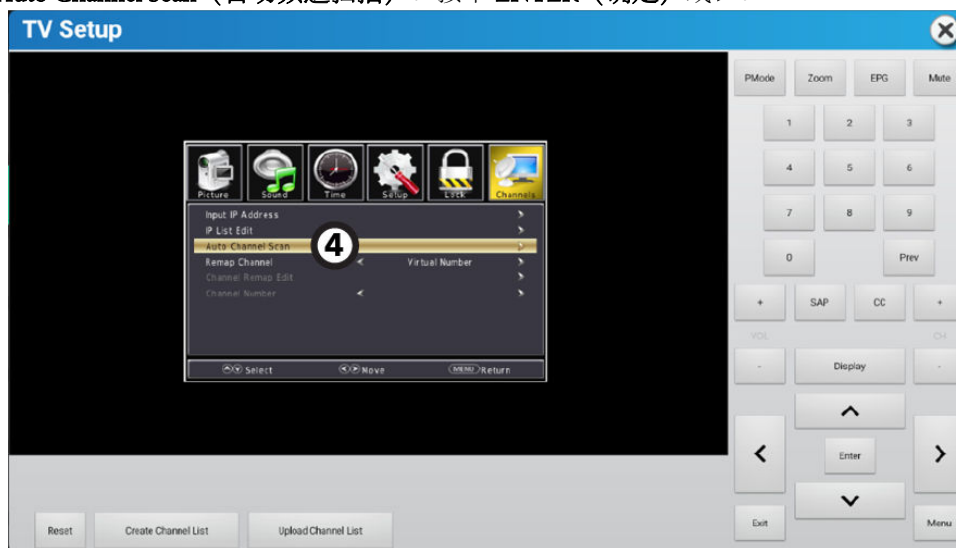 TV Setup
PMode Zoom EPG Mute
1 2 3
Picture Sound Time Setup Lock Channels
4 5 6
Input IP Address
IP List Edit
7 8 9
Auto Channel Scan 4
Remap Channel Virtual Number
0 Prev
Channel Remap Edit
Channel Number
+ SAP CC +
VOL CH
Select Move MENU Return
- Display -
Enter
Reset Create Channel List Upload Channel List
Exit Menu